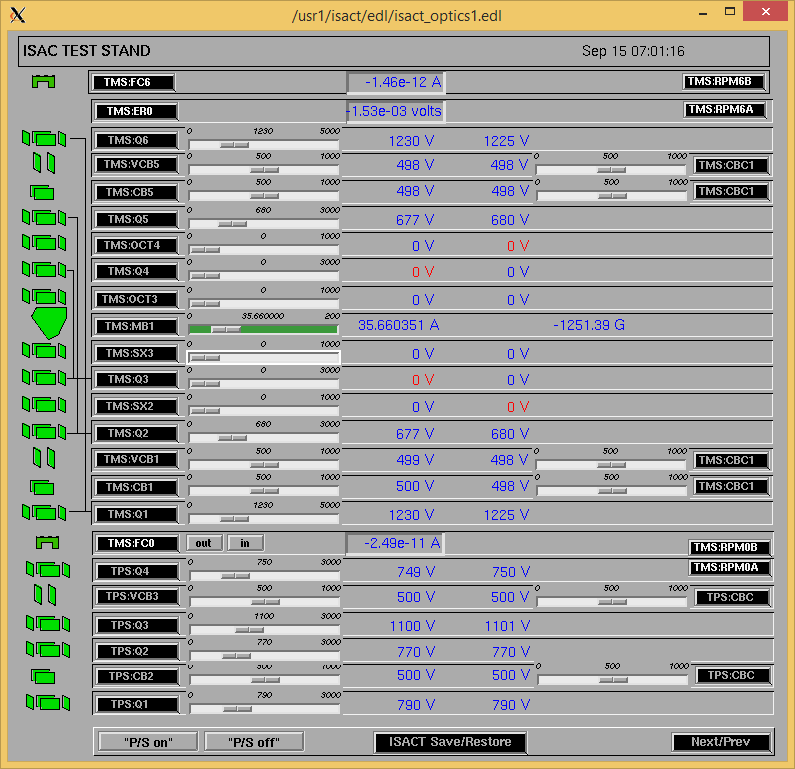 /usr1/isact/edl/isact_optics1.edl
ISAC TEST STAND Sep 15 07:01:16
TMS:FC6 -1.46e-12 A TMS:RPM6B
TMS:ER0 -1.53e-03 volts TMS:RPM6A
0 1230 5000
TMS:Q6 1230 V 1225 V
0 500 1000 0 500 1000
TMS:VCB5 498 V 498 V TMS:CBC1
0 500 1000 0 500 1000
TMS:CB5 498 V 498 V TMS:CBC1
0 680 3000
TMS:Q5 677 V 680 V
0 0 1000
TMS:OCT4 0 V 0 V
0 0 3000
TMS:Q4 0 V 0 V
0 0 1000
TMS:OCT3 0 V 0 V
0 35.660000 200
TMS:MB1 35.660351 A -1251.39 G
0 0 1000
TMS:SX3 0 V 0 V
0 0 3000
TMS:Q3 0 V 0 V
0 0 1000
TMS:SX2 0 V 0 V
0 680 3000
TMS:Q2 677 V 680 V
0 500 1000 0 500 1000
TMS:VCB1 499 V 498 V TMS:CBC1
0 500 1000 0 500 1000
TMS:CB1 500 V 498 V TMS:CBC1
0 1230 5000
TMS:Q1 1230 V 1225 V
TMS:FC0 out in -2.49e-11 A TMS:RPM0B
0 750 3000 TMS:RPM0A
TPS:Q4 749 V 750 V
0 500 1000 0 500 1000
TPS:VCB3 500 V 500 V TPS:CBC
0 1100 3000
TPS:Q3 1100 V 1101 V
0 770 3000
TPS:Q2 770 V 770 V
0 500 1000 0 500 1000
TPS:CB2 500 V 500 V TPS:CBC
0 790 3000
TPS:Q1 790 V 790 V
"P/S on" "P/S off" ISACT Save/Restore Next/Prev